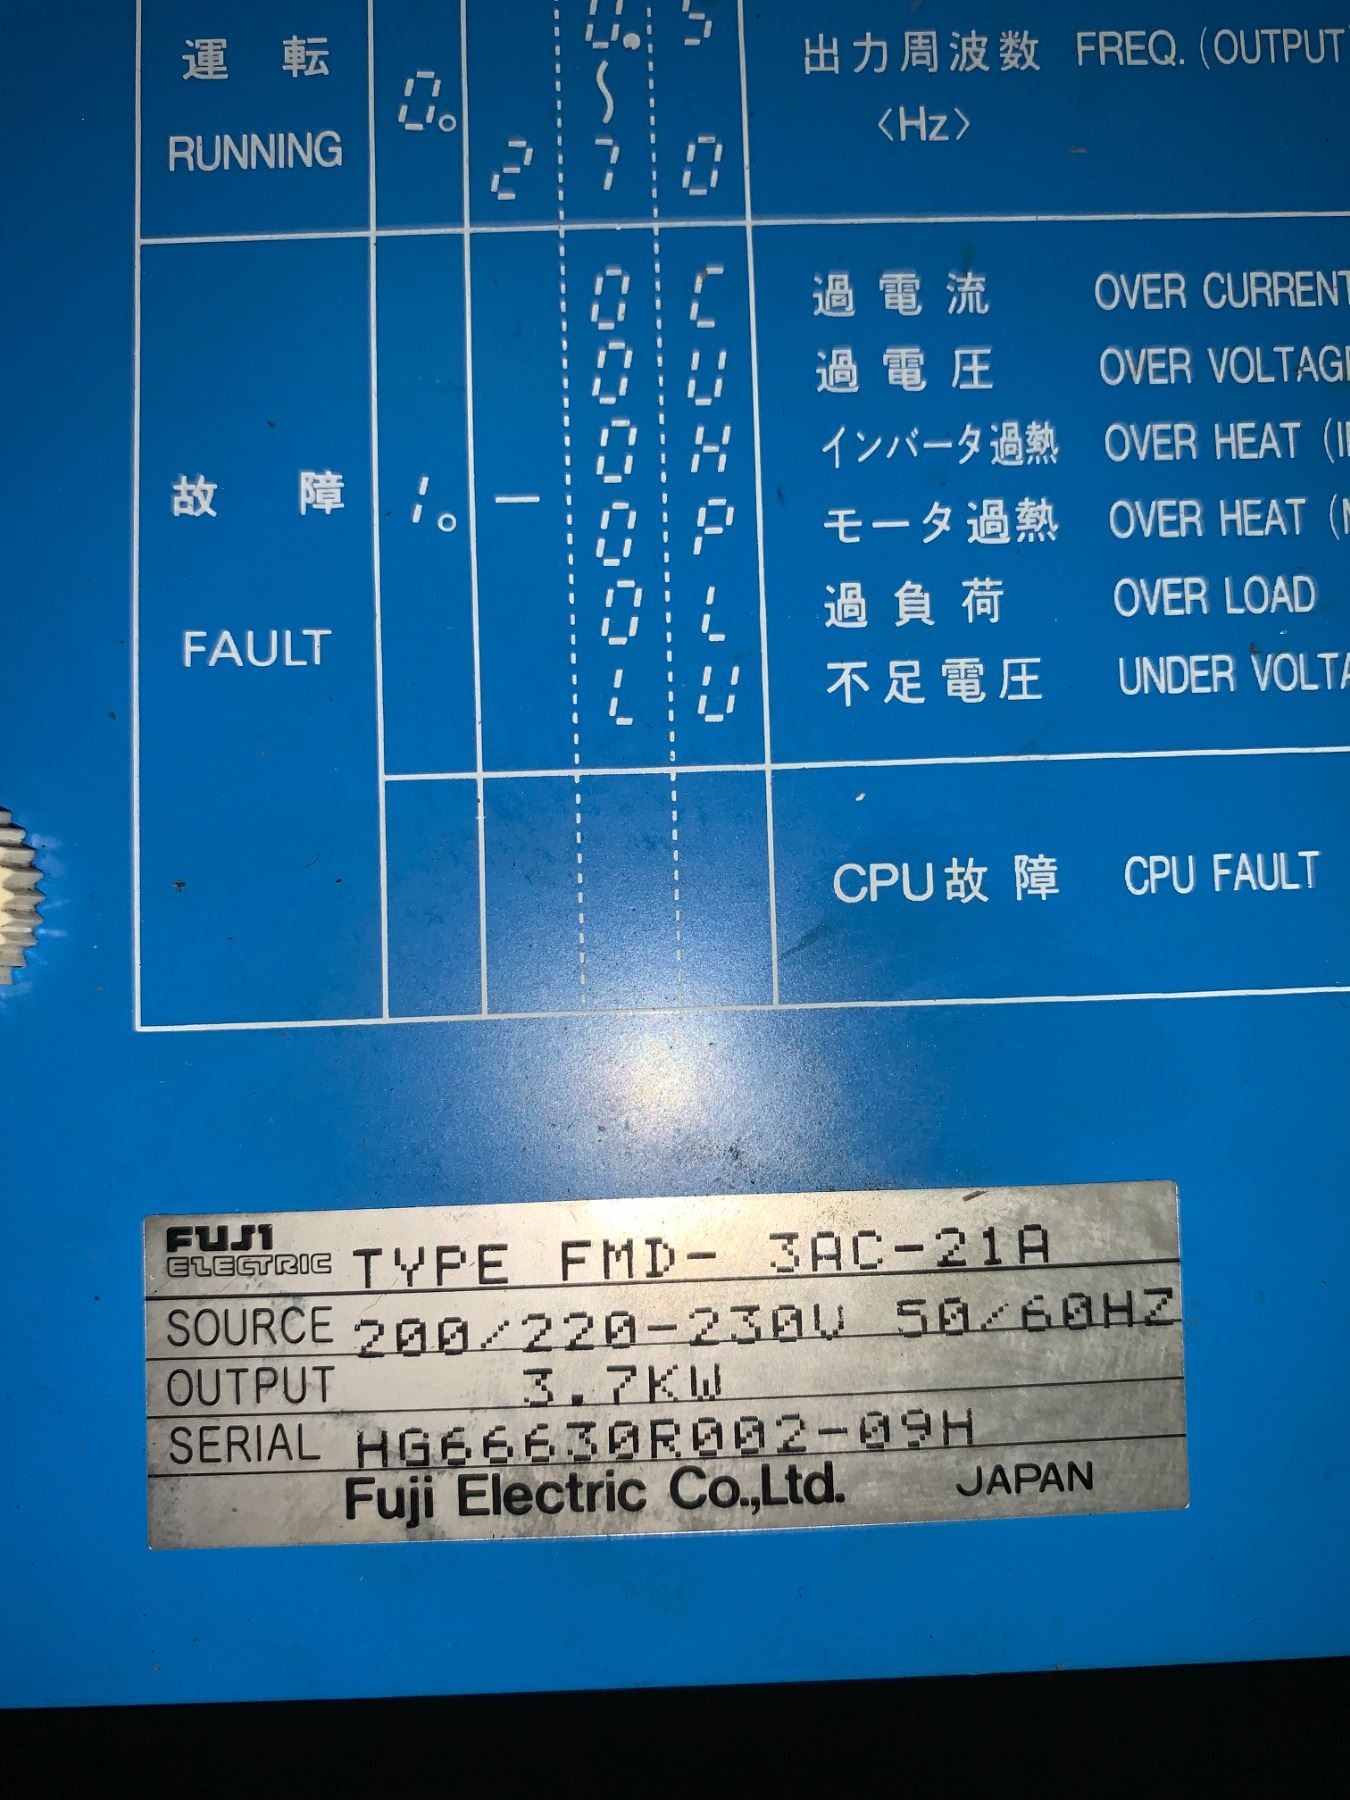 0.5
運転 0. 〜 出力周波数 FREQ. (OUTPUT
RUNNING 270 〈Hz〉
0C 過電流 OVER CURRENT
0U 過電圧 OVER VOLTAGE
0H インバータ過熱 OVER HEAT (I
故障 1. - 0P モータ過熱 OVER HEAT (
0L 過負荷 OVER LOAD
FAULT LU 不足電圧 UNDER VOLTA
CPU故障 CPU FAULT
FUJI ELECTRIC TYPE FMD- 3AC-21A
SOURCE 200/220-230V 50/60HZ
OUTPUT 3.7KW
SERIAL HG66630R002-09H
Fuji Electric Co.,Ltd. JAPAN